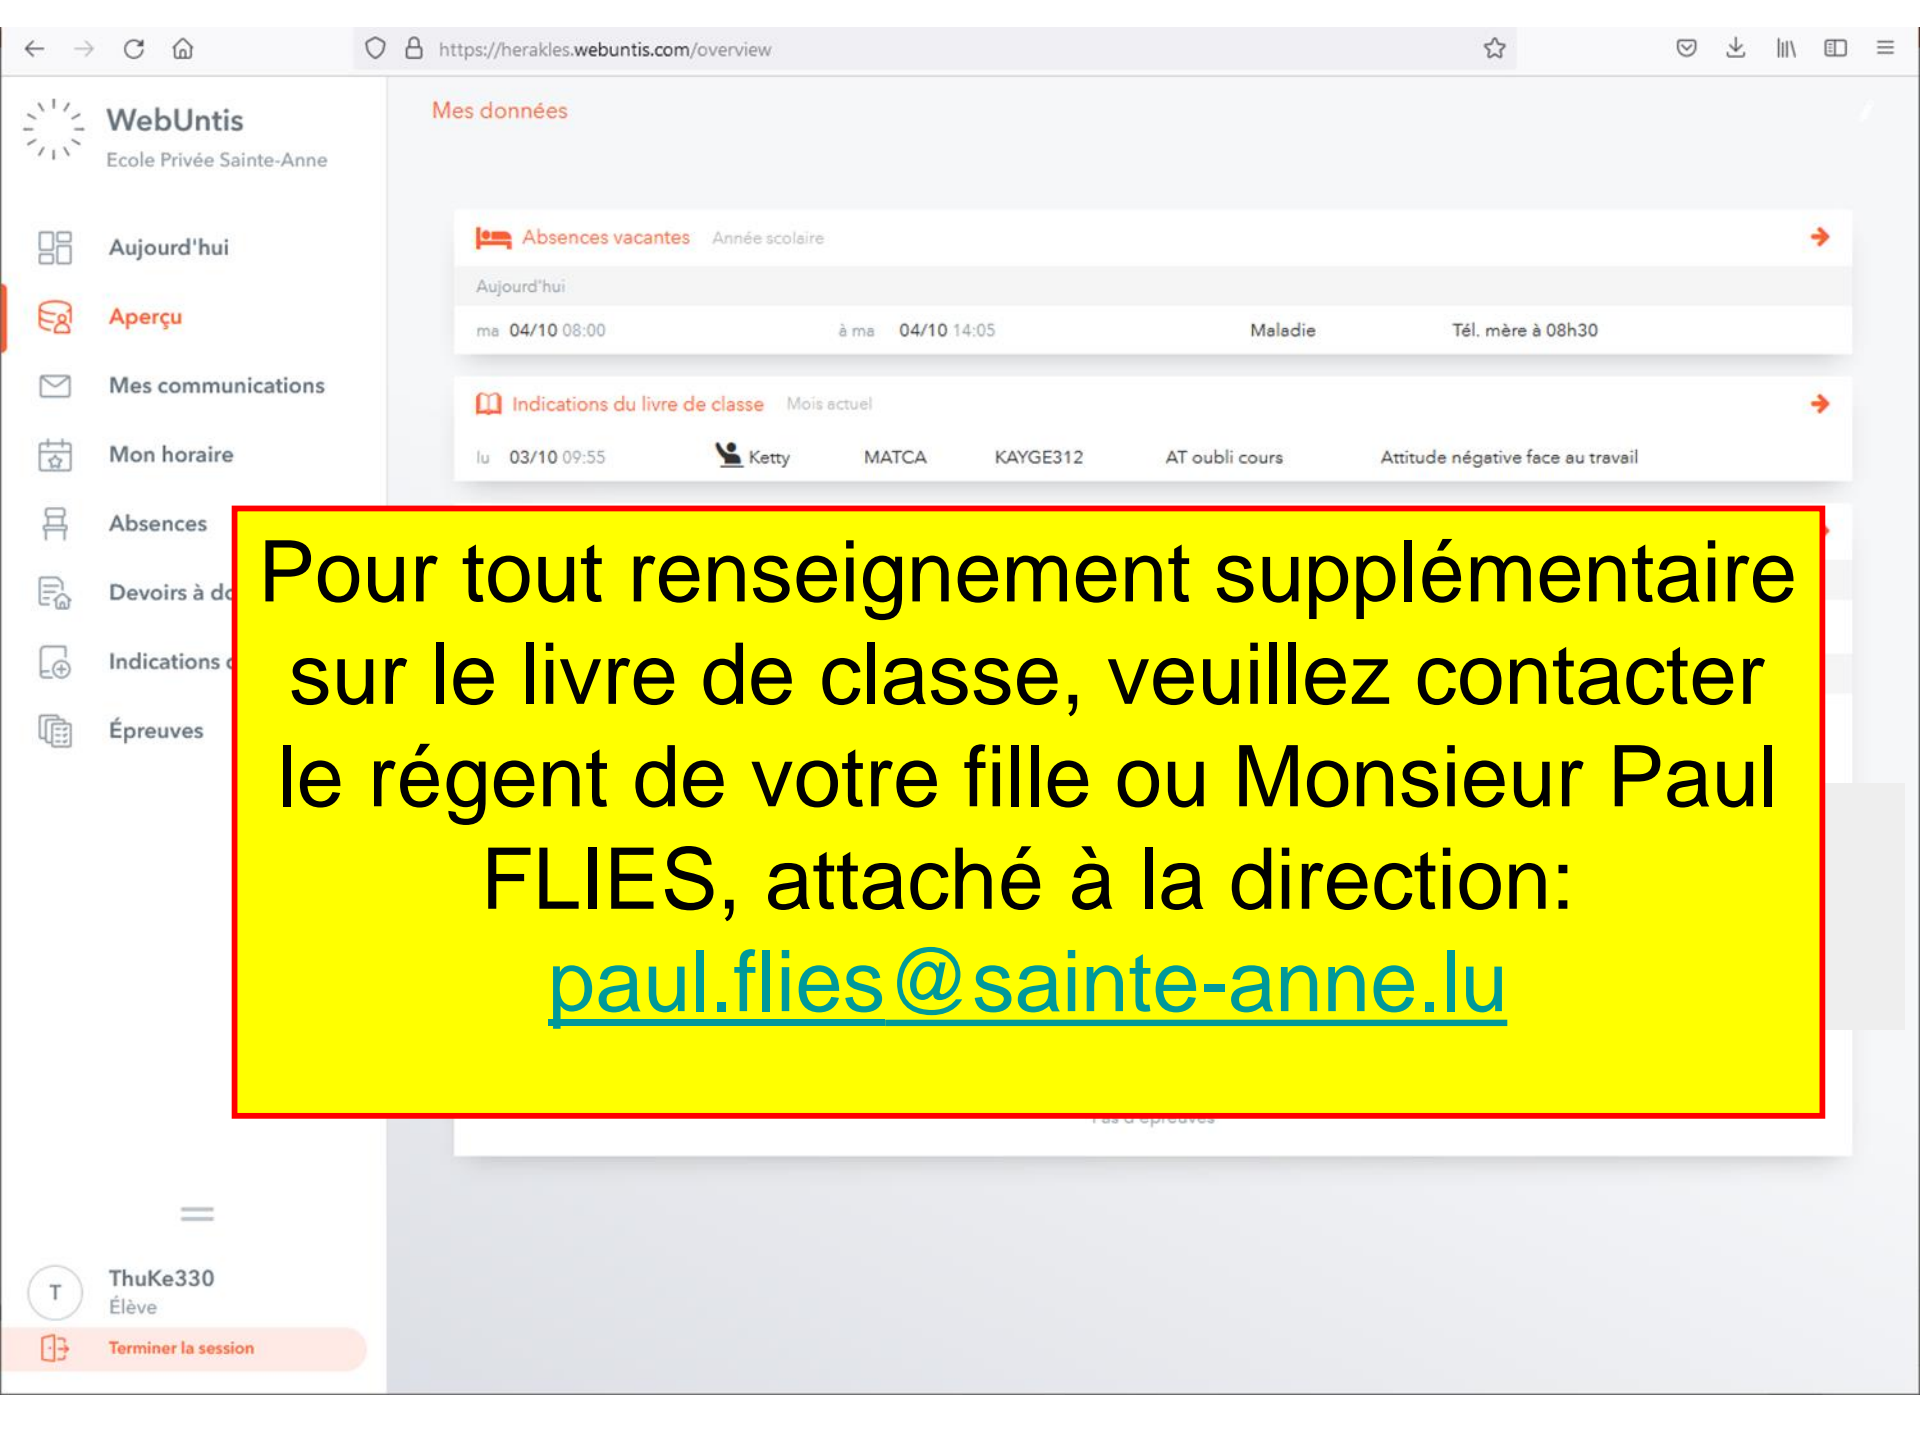 https://herakles.webuntis.com/overview
WebUntis
Ecole Privée Sainte-Anne
Mes données
Aujourd'hui
Aperçu
Mes communications
Mon horaire
Absences
Devoirs à do
Indications
Épreuves
Absences vacantes Année scolaire
Aujourd'hui
ma 04/10 08:00 à ma 04/10 14:05 Maladie Tél. mère à 08h30
Indications du livre de classe Mois actuel
lu 03/10 09:55 Ketty MATCA KAYGE312 AT oubli cours Attitude négative face au travail
Pour tout renseignement supplémentaire
sur le livre de classe, veuillez contacter
le régent de votre fille ou Monsieur Paul
FLIES, attaché à la direction:
paul.flies@sainte-anne.lu
Pas d'épreuves
T
ThuKe330
Élève
Terminer la session